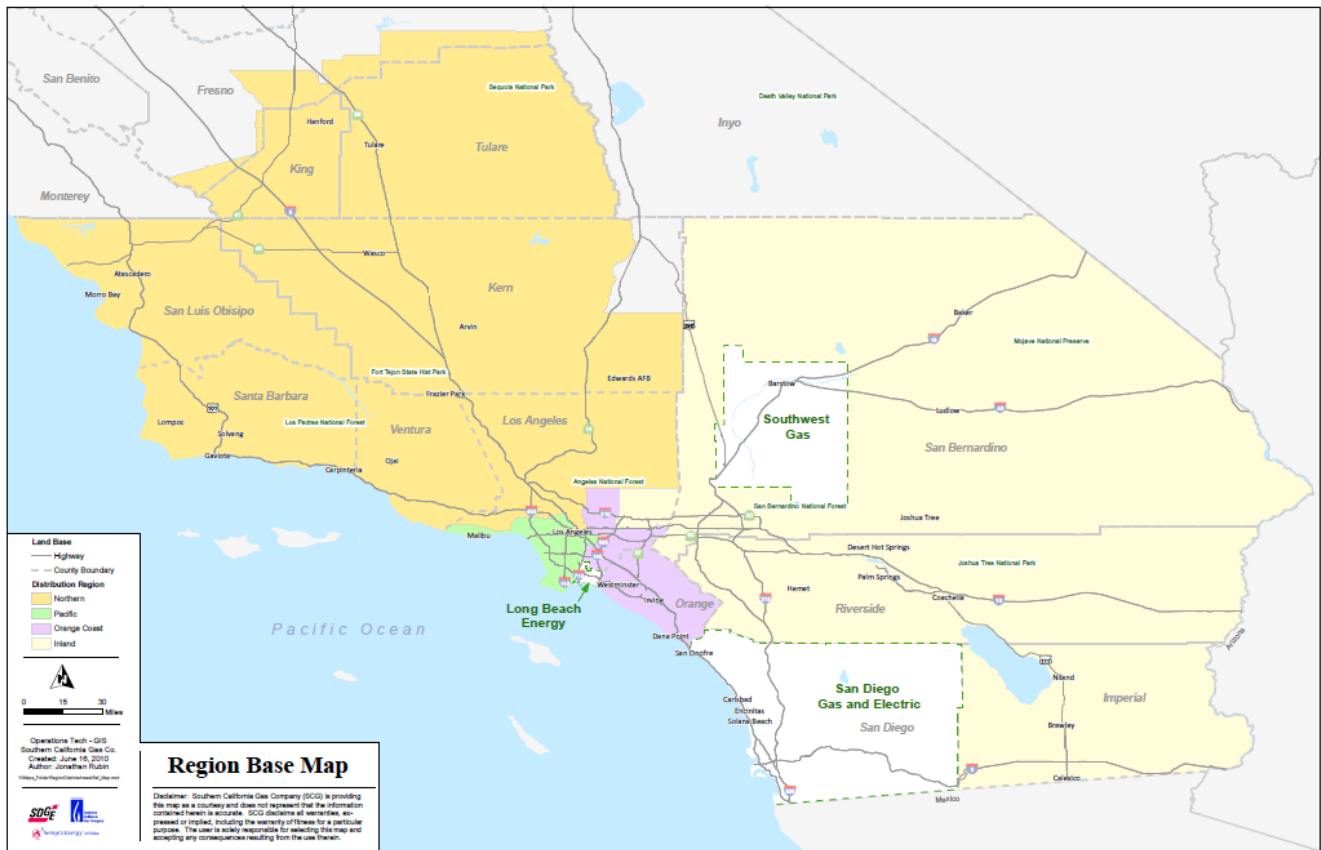 San Benito
Fresno
Sequoia National Park
Death Valley National Park
Inyo
Hanford
Tulare
Tulare
King
Monterey
Wasco
Atascadero
Morro Bay
Kern
San Luis Obisipo
Arvin
Baker
Mojave National Preserve
Fort Tejon State Hist Park
Edwards AFB
Barstow
Frazier Park
Santa Barbara
Los Padres National Forest
Ventura
Los Angeles
Southwest
Gas
Ludlow
Lompoc
Solvang
San Bernardino
Gaviota
Ojai
Carpinteria
Angeles National Forest
San Bernardino National Forest
Joshua Tree
Malibu
Los Angeles
Desert Hot Springs
Joshua Tree National Park
Palm Springs
Westminster
Hemet
Coachella
Irvine
Orange
Riverside
Long Beach
Energy
Pacific Ocean
Dana Point
San Onofre
Arizona
Niland
San Diego
Gas and Electric
Imperial
Carlsbad
Encinitas
Solana Beach
San Diego
Brawley
Calexico
Mexico
101
111
Land Base
Highway
County Boundary
Distribution Region
Northern
Pacific
Orange Coast
Inland
N
0 15 30
Miles
Operations Tech - GIS
Southern California Gas Co.
Created: June 16, 2010
Author: Jonathan Rubin
SDGE
Southern
California
Gas Company
Sempra Energy utilities
Region Base Map
Disclaimer: Southern California Gas Company (SCG) is providing
this map as a courtesy and does not represent that the information
contained herein is accurate. SCG disclaims all warranties, ex-
pressed or implied, including the warranty of fitness for a particular
purpose. The user is solely responsible for selecting this map and
accepting any consequences resulting from the use therein.